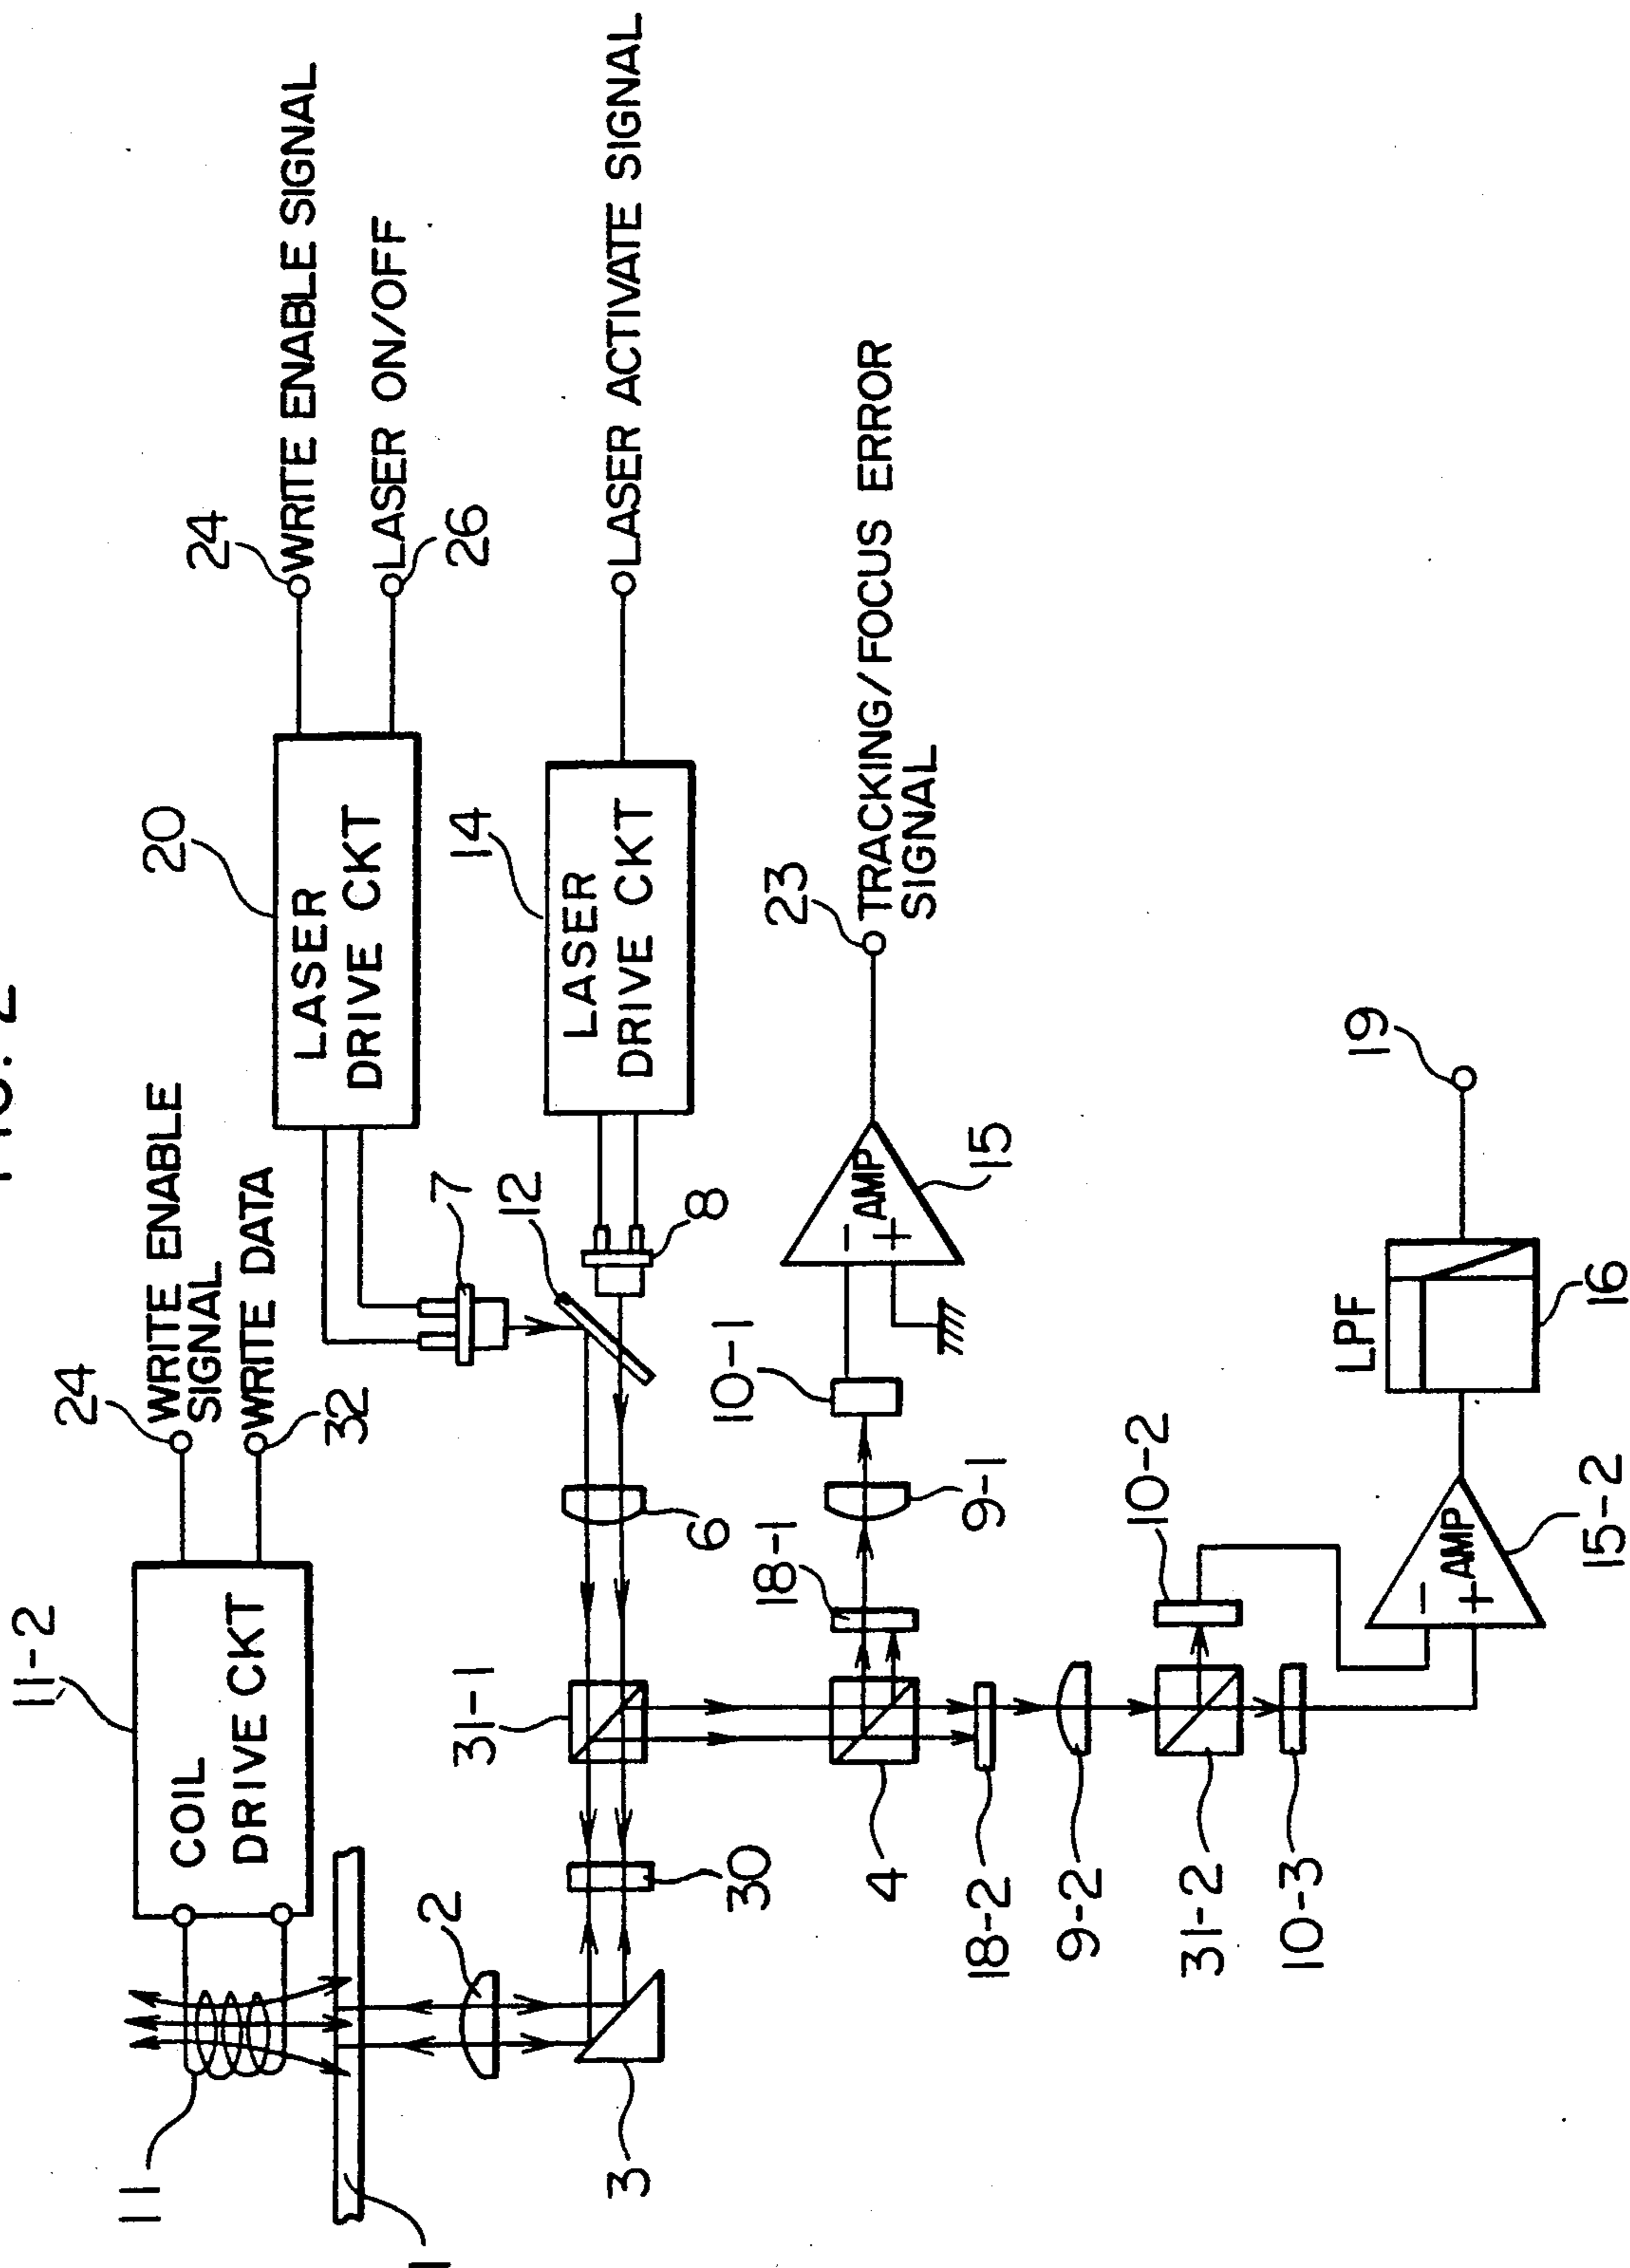 FIG. 2
11-2
24
11
WRITE ENABLE
SIGNAL
20
24
WRITE DATA
32
WRITE ENABLE SIGNAL
COIL
DRIVE CKT
LASER
DRIVE CKT
LASER ON/OFF
26
1
2
31-1
7
12
14
LASER
DRIVE CKT
LASER ACTIVATE SIGNAL
3
30
6
8
18-1
10-1
23
TRACKING/FOCUS ERROR
SIGNAL
4
9-1
AMP
- +
15
18-2
9-2
10-2
31-2
10-3
LPF
19
AMP
- +
15-2
16